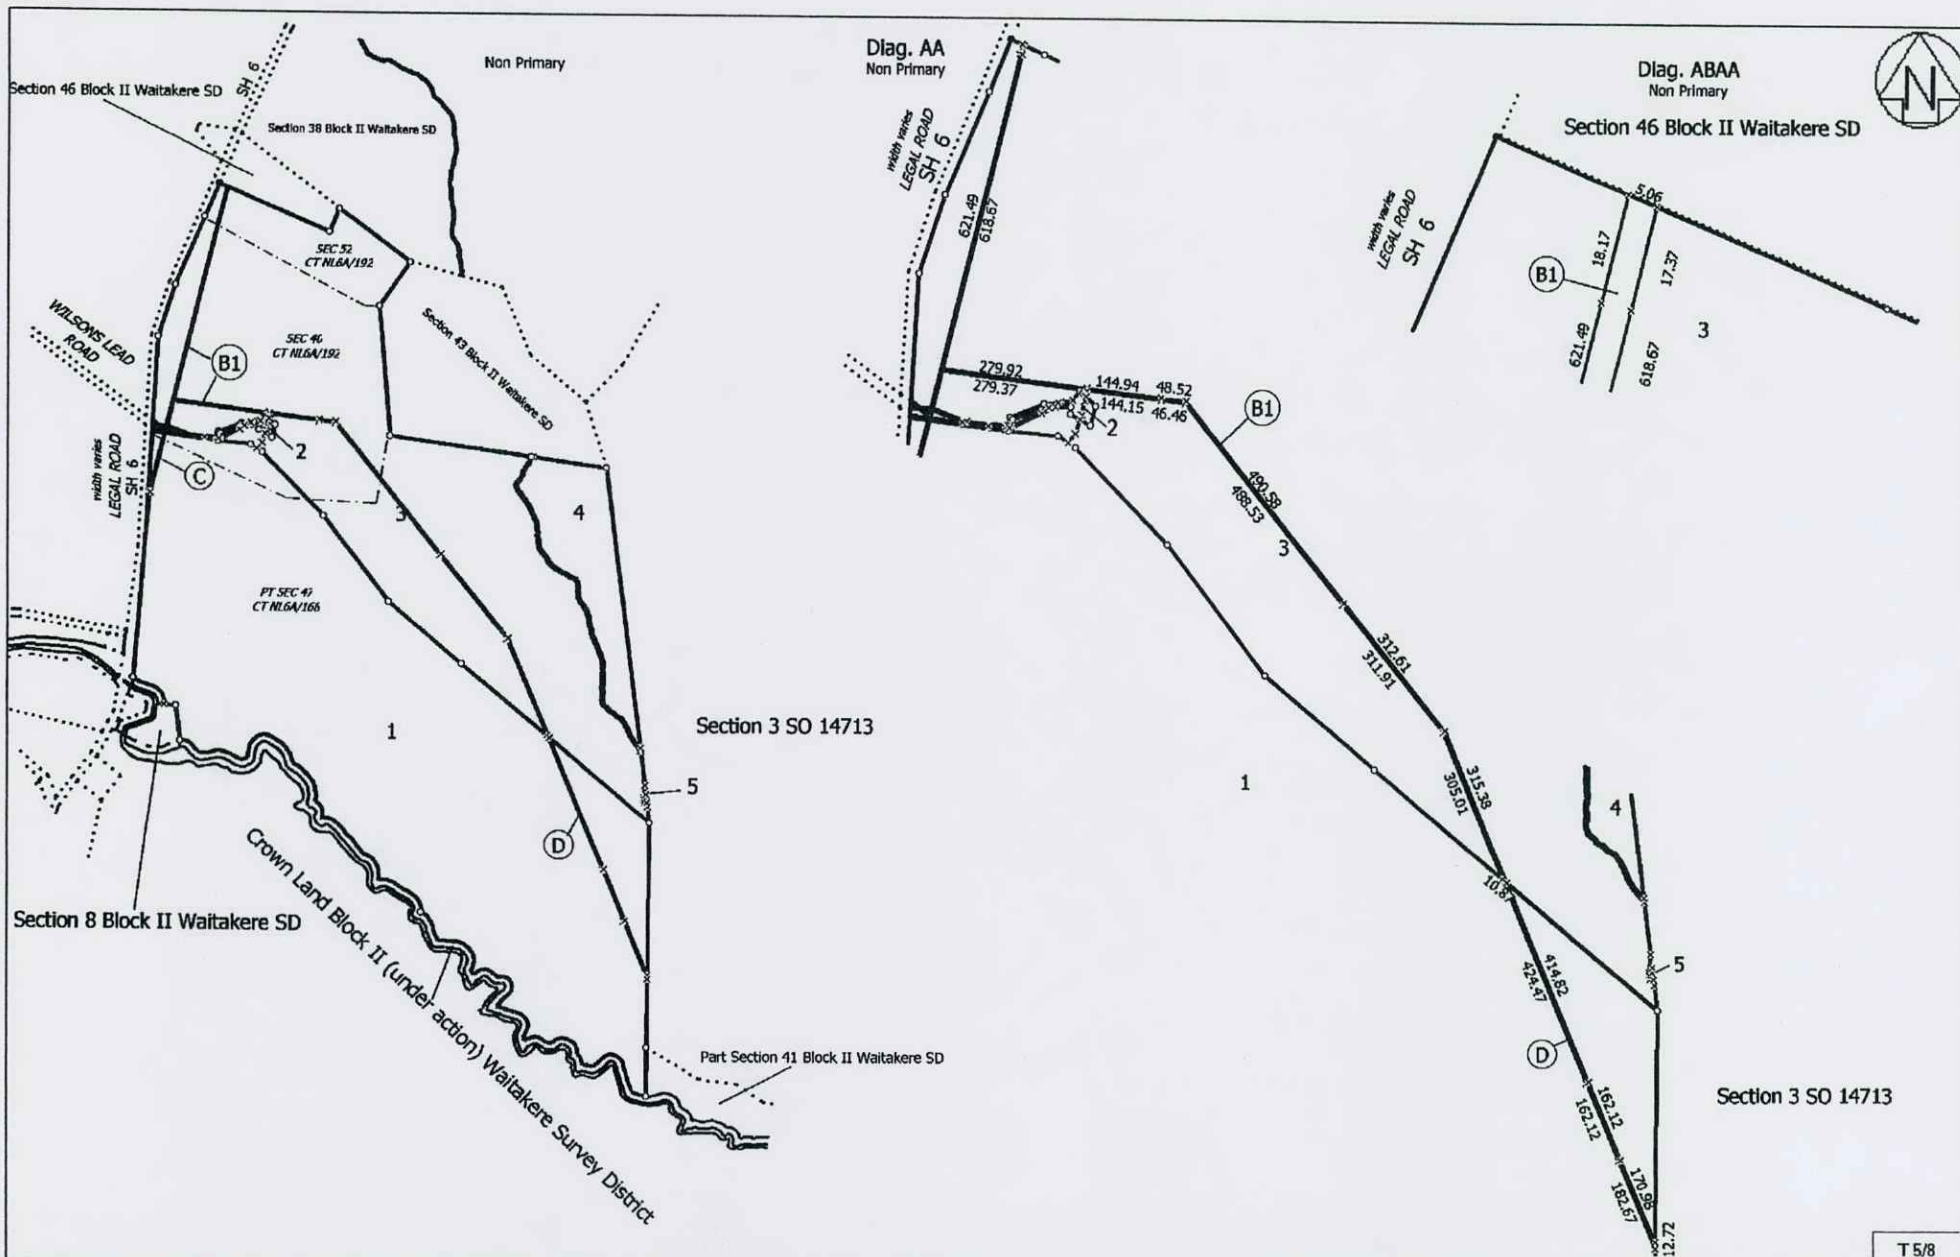 Non Primary
Section 46 Block II Waitakere SD
SH 6
Section 38 Block II Waitakere SD
SEC 52
CT NL6A/192
WILSONS LEAD
ROAD
SEC 46
CT NL6A/192
Section 43 Block II Waitakere SD
B1
2
C
width varies
LEGAL ROAD
SH 6
3
4
PT SEC 47
CT NL6A/166
1
Section 3 SO 14713
5
D
Section 8 Block II Waitakere SD
Crown Land Block II (under action) Waitakere Survey District
Part Section 41 Block II Waitakere SD
Diag. AA
Non Primary
width varies
LEGAL ROAD
SH 6
621.49
618.67
279.92
279.37
144.94
144.15
48.52
46.46
B1
2
490.58
488.53
3
312.61
311.91
1
315.38
305.01
4
10.87
5
414.82
424.47
D
162.12
162.12
Section 3 SO 14713
170.98
182.67
12.72
Diag. ABAA
Non Primary
N
Section 46 Block II Waitakere SD
5.06
width varies
LEGAL ROAD
SH 6
18.17
17.37
B1
3
621.49
618.67
T 5/8